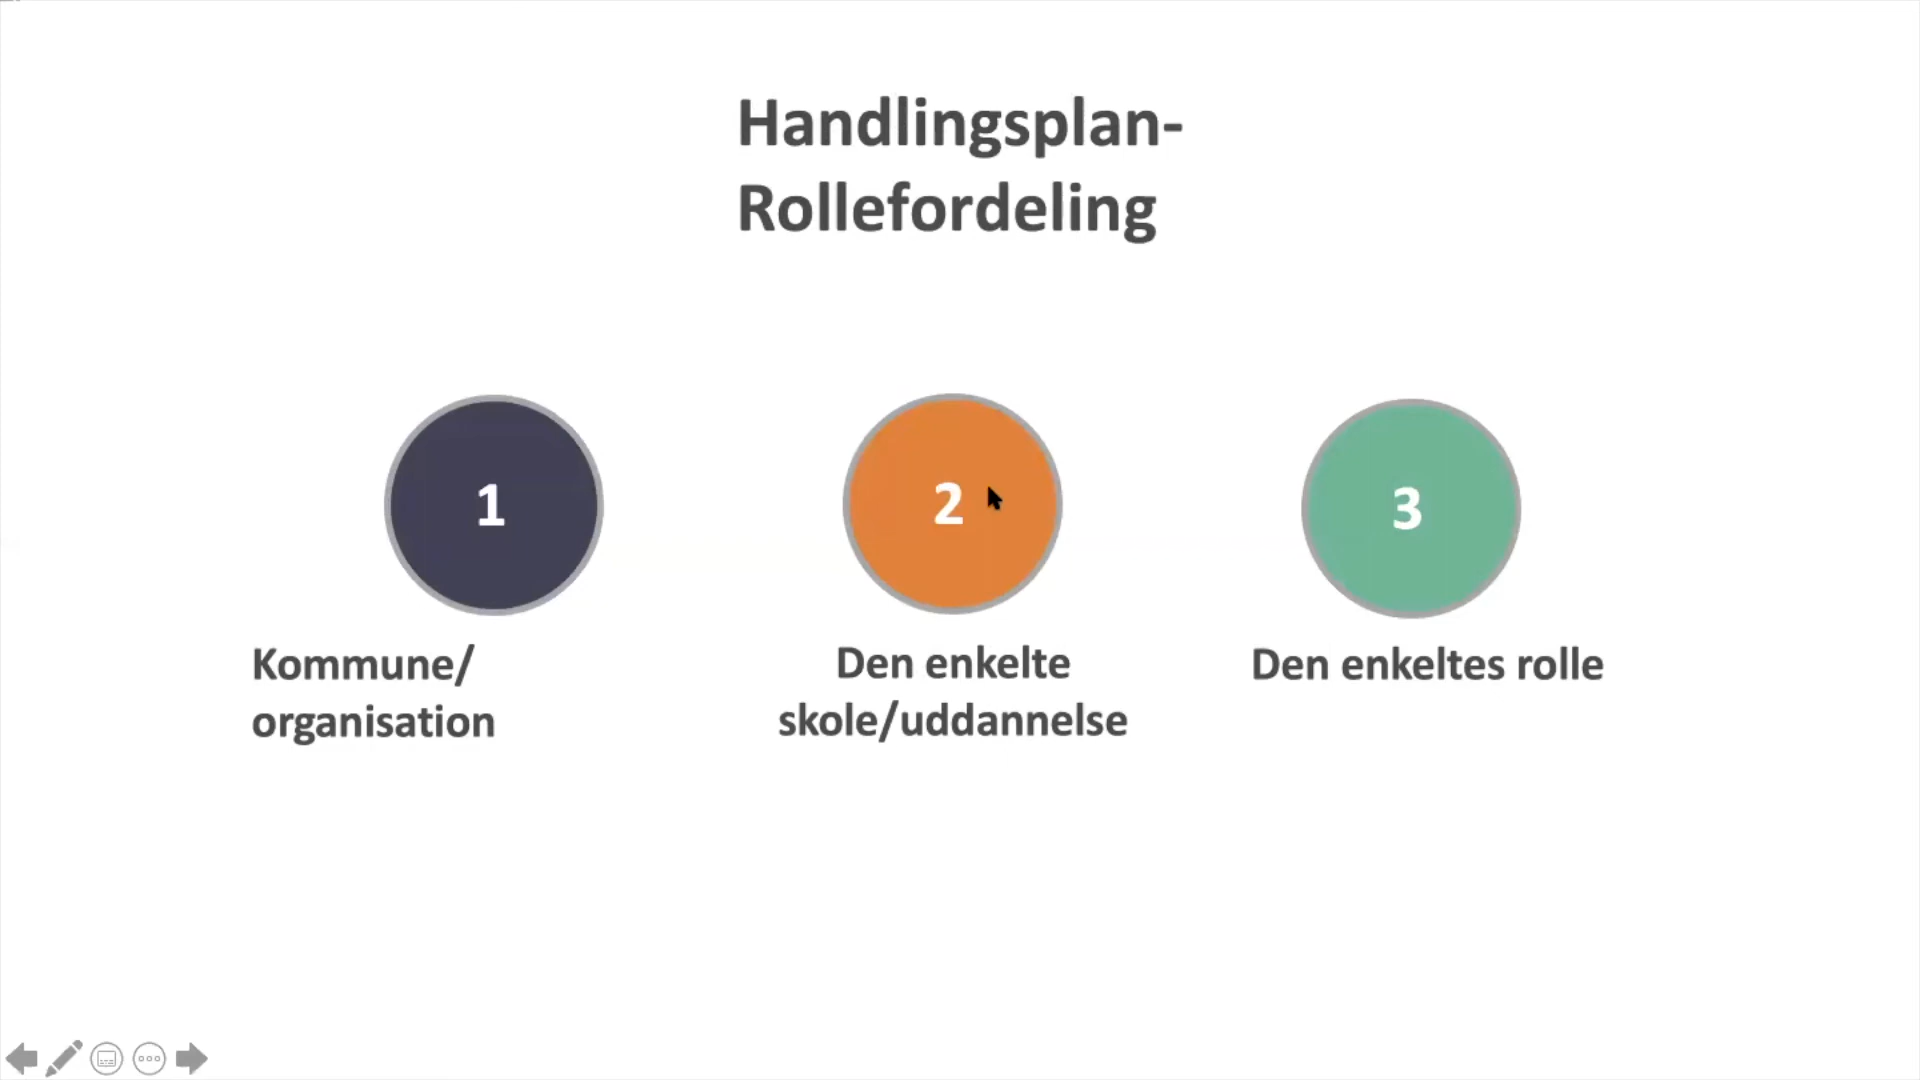 Handlingsplan-
Rollefordeling
1
2
3
Kommune/
organisation
Den enkelte
skole/uddannelse
Den enkeltes rolle